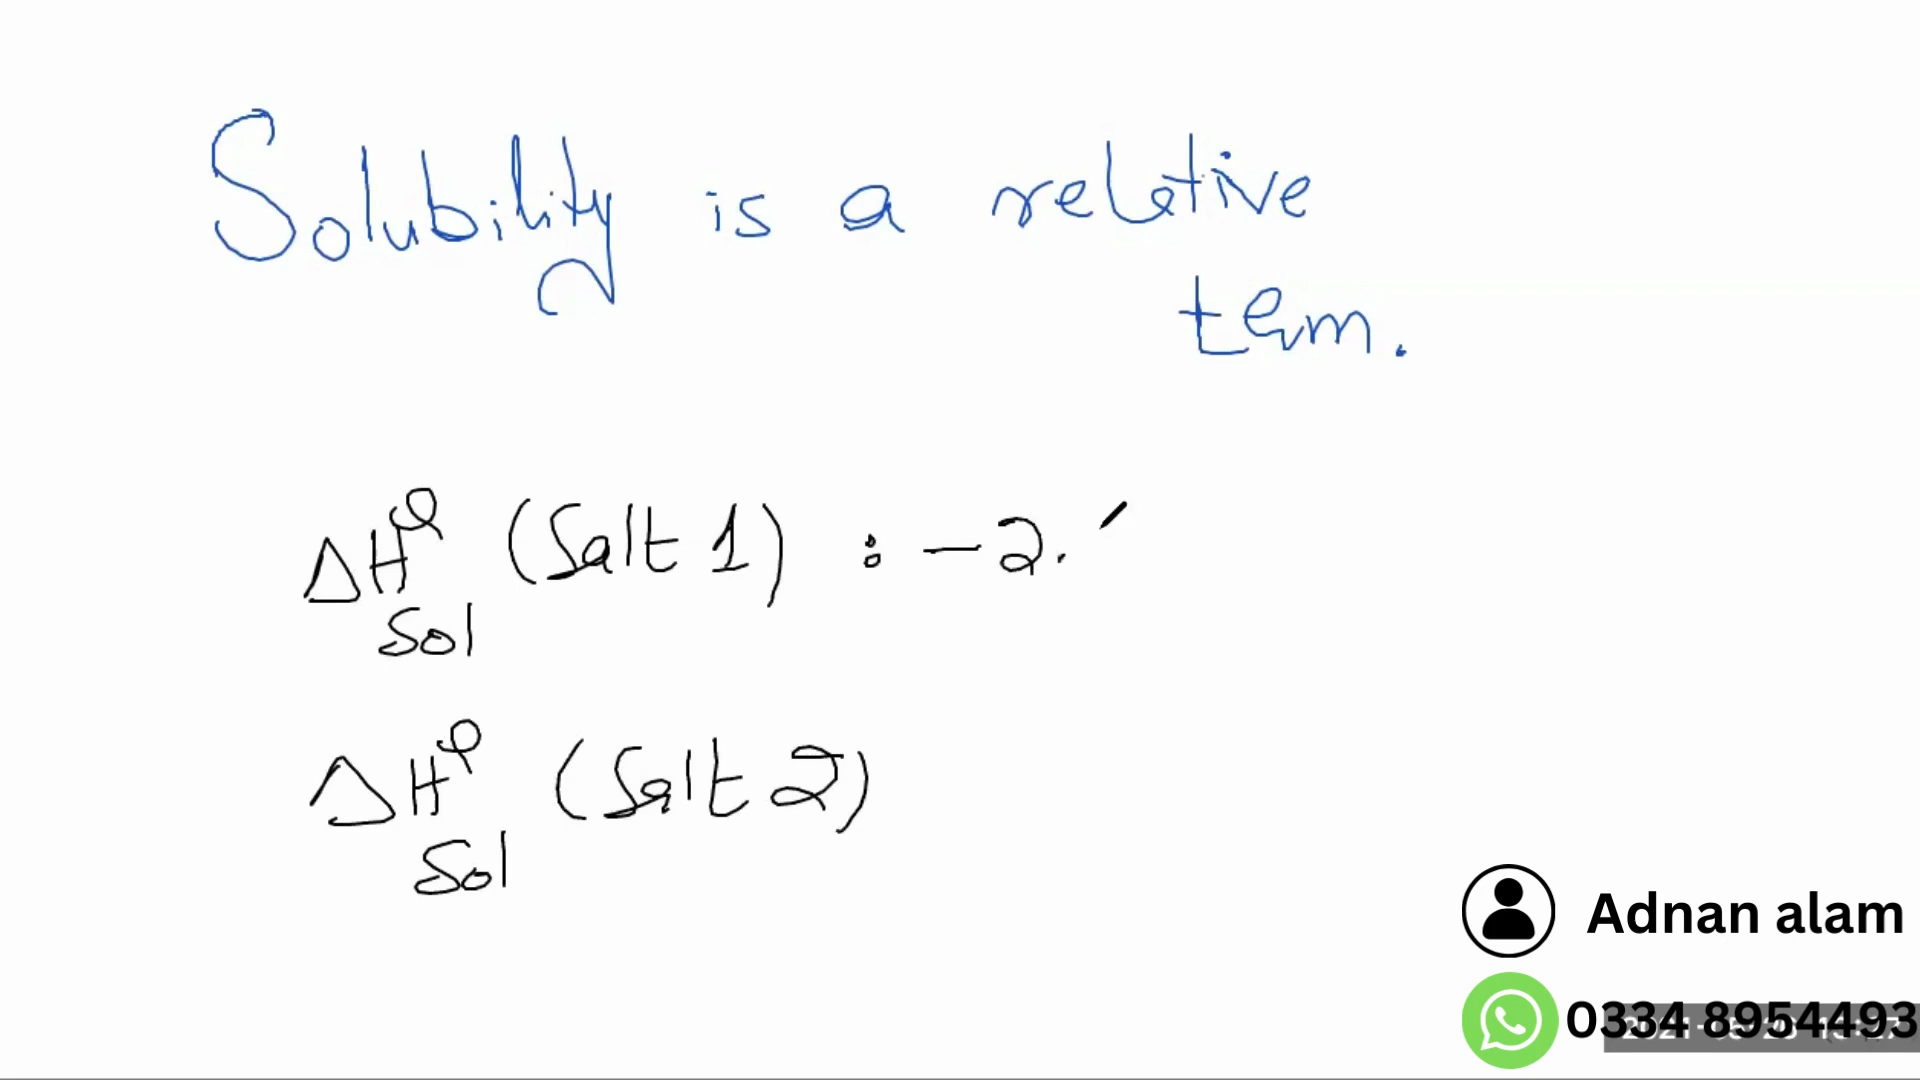 Solubility is a relative
term.
ΔH° (Salt 1) : -2.
Sol
ΔH° (Salt 2)
Sol
Adnan alam
0334 8954493